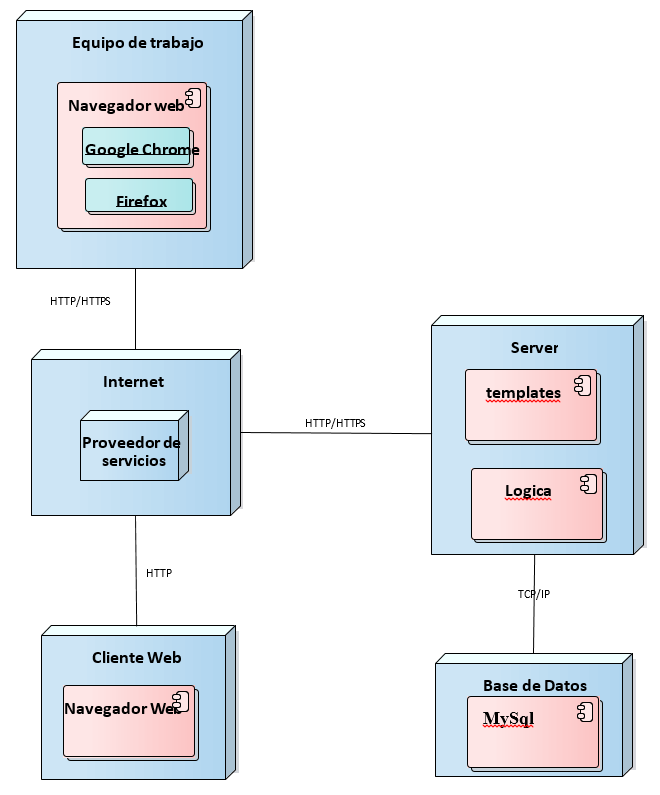 Equipo de trabajo
Navegador web
Google Chrome
Firefox
HTTP/HTTPS
Internet
Proveedor de
servicios
HTTP/HTTPS
Server
templates
Logica
HTTP
TCP/IP
Cliente Web
Navegador Web
Base de Datos
MySql